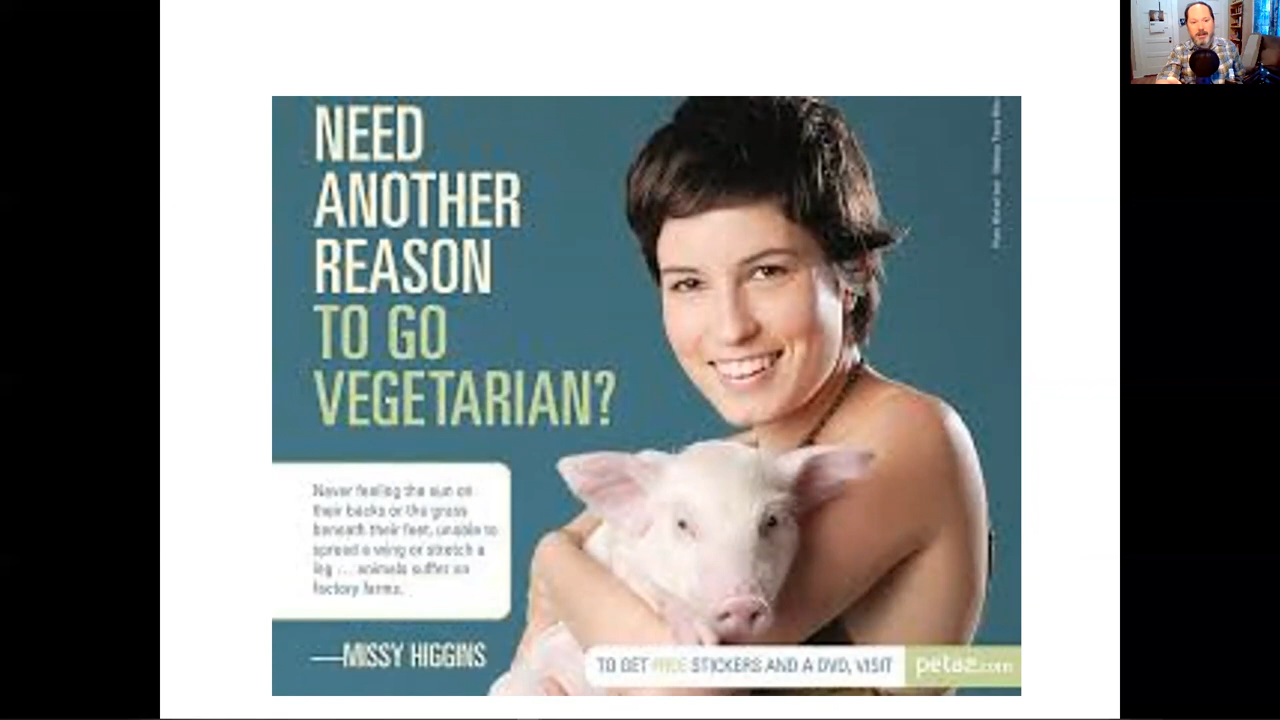 NEED
ANOTHER
REASON
TO GO
VEGETARIAN?
Never feeling the sun on
their backs or the grass
beneath their feet, unable to
spread a wing or stretch a
leg ... animals suffer on
factory farms.
—MISSY HIGGINS
TO GET FREE STICKERS AND A DVD, VISIT
peta2.com